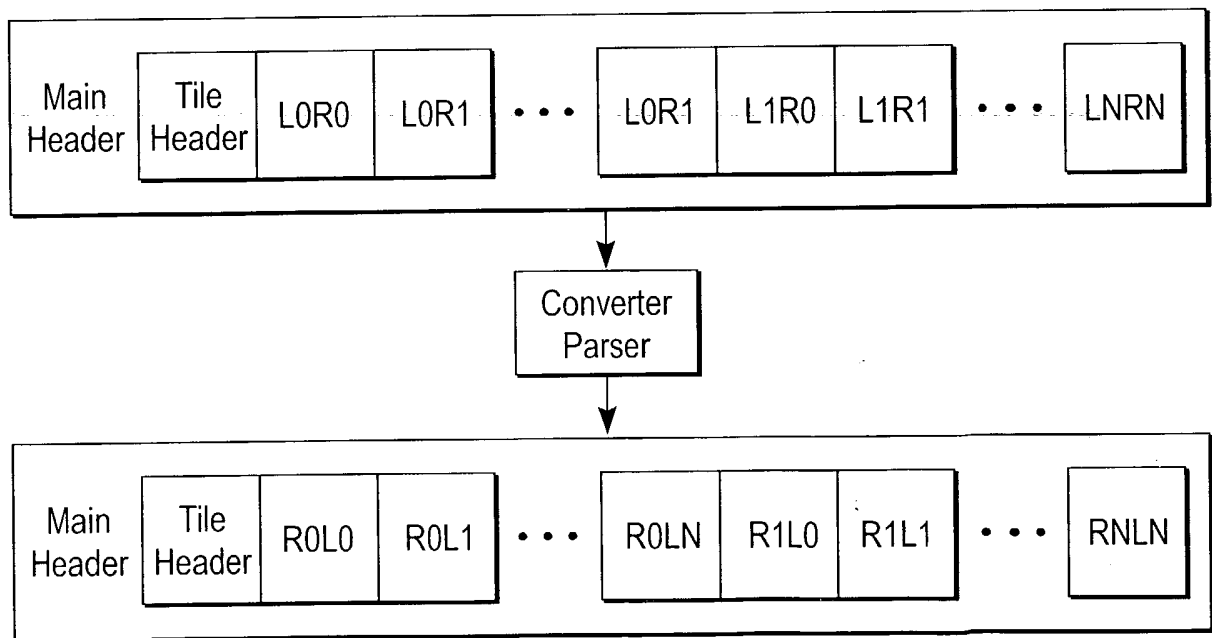 Main Header
Tile Header
L0R0
L0R1
L0R1
L1R0
L1R1
LNRN
Converter
Parser
Main Header
Tile Header
R0L0
R0L1
R0LN
R1L0
R1L1
RNLN